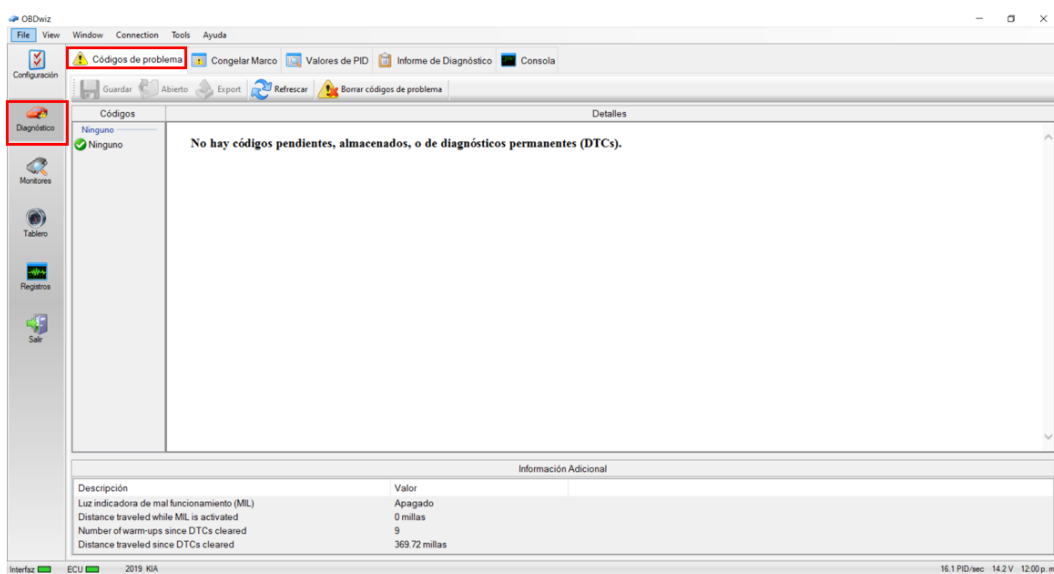 OBDwiz
File View Window Connection Tools Ayuda
Configuración
Códigos de problema Congelar Marco Valores de PID Informe de Diagnóstico Consola
Guardar Abierto Export Refrescar Borrar códigos de problema
Diagnóstico
Monitores
Tablero
Registros
Salir
Códigos Detalles
Ninguno
Ninguno
No hay códigos pendientes, almacenados, o de diagnósticos permanentes (DTCs).
Información Adicional
Descripción Valor
Luz indicadora de mal funcionamiento (MIL) Apagado
Distance traveled while MIL is activated 0 millas
Number of warm-ups since DTCs cleared 9
Distance traveled since DTCs cleared 369.72 millas
Interfaz ECU 2019 KIA 16.1 PID/sec 14.2 V 12:00 p. m